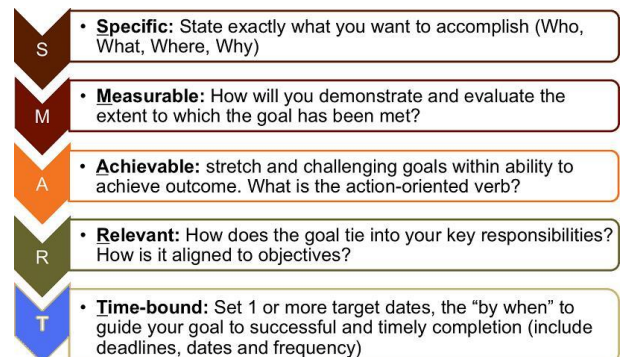 S
• Specific: State exactly what you want to accomplish (Who,
What, Where, Why)
M
• Measurable: How will you demonstrate and evaluate the
extent to which the goal has been met?
A
• Achievable: stretch and challenging goals within ability to
achieve outcome. What is the action-oriented verb?
R
• Relevant: How does the goal tie into your key responsibilities?
How is it aligned to objectives?
T
• Time-bound: Set 1 or more target dates, the “by when” to
guide your goal to successful and timely completion (include
deadlines, dates and frequency)